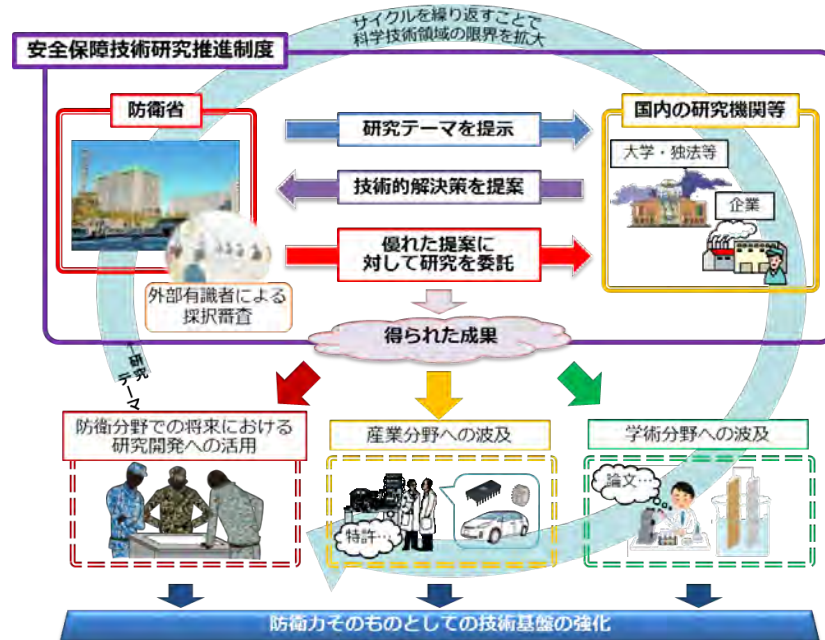 サイクルを繰り返すことで
科学技術領域の限界を拡大
安全保障技術研究推進制度
防衛省
研究テーマを提示
国内の研究機関等
大学・独法等
技術的解決策を提案
企業
優れた提案に
対して研究を委託
外部有識者による
採択審査
得られた成果
←研究
テーマ
防衛分野での将来における
研究開発への活用
産業分野への波及
学術分野への波及
論文…
特許…
防衛力そのものとしての技術基盤の強化